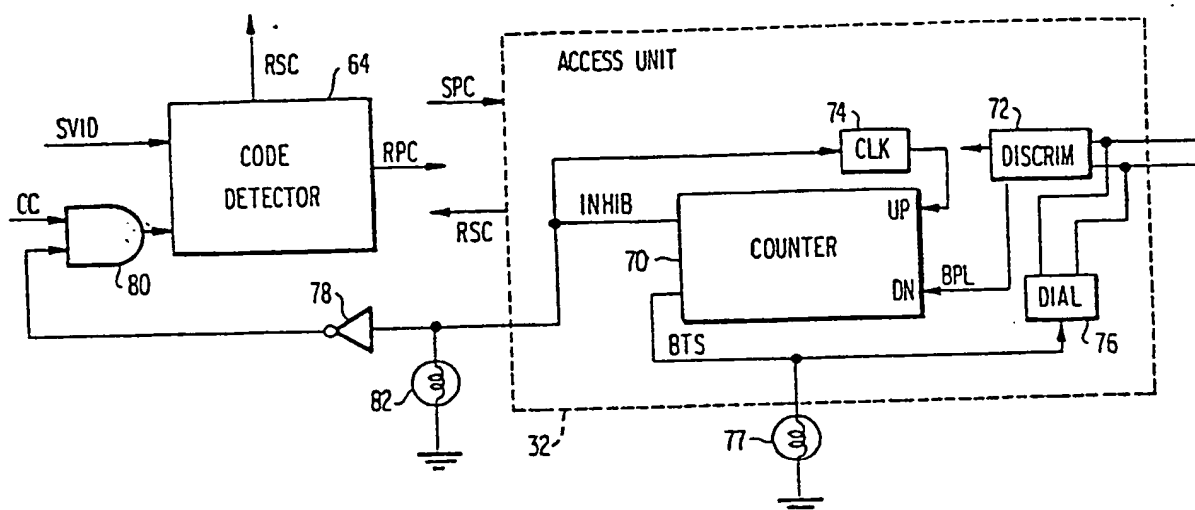 RSC
64
ACCESS UNIT
SPC
SVID
74
72
CODE
DETECTOR
RPC
CLK
DISCRIM
CC
INHIB
UP
RSC
COUNTER
70
80
78
DN
BPL
DIAL
BTS
76
82
32
77